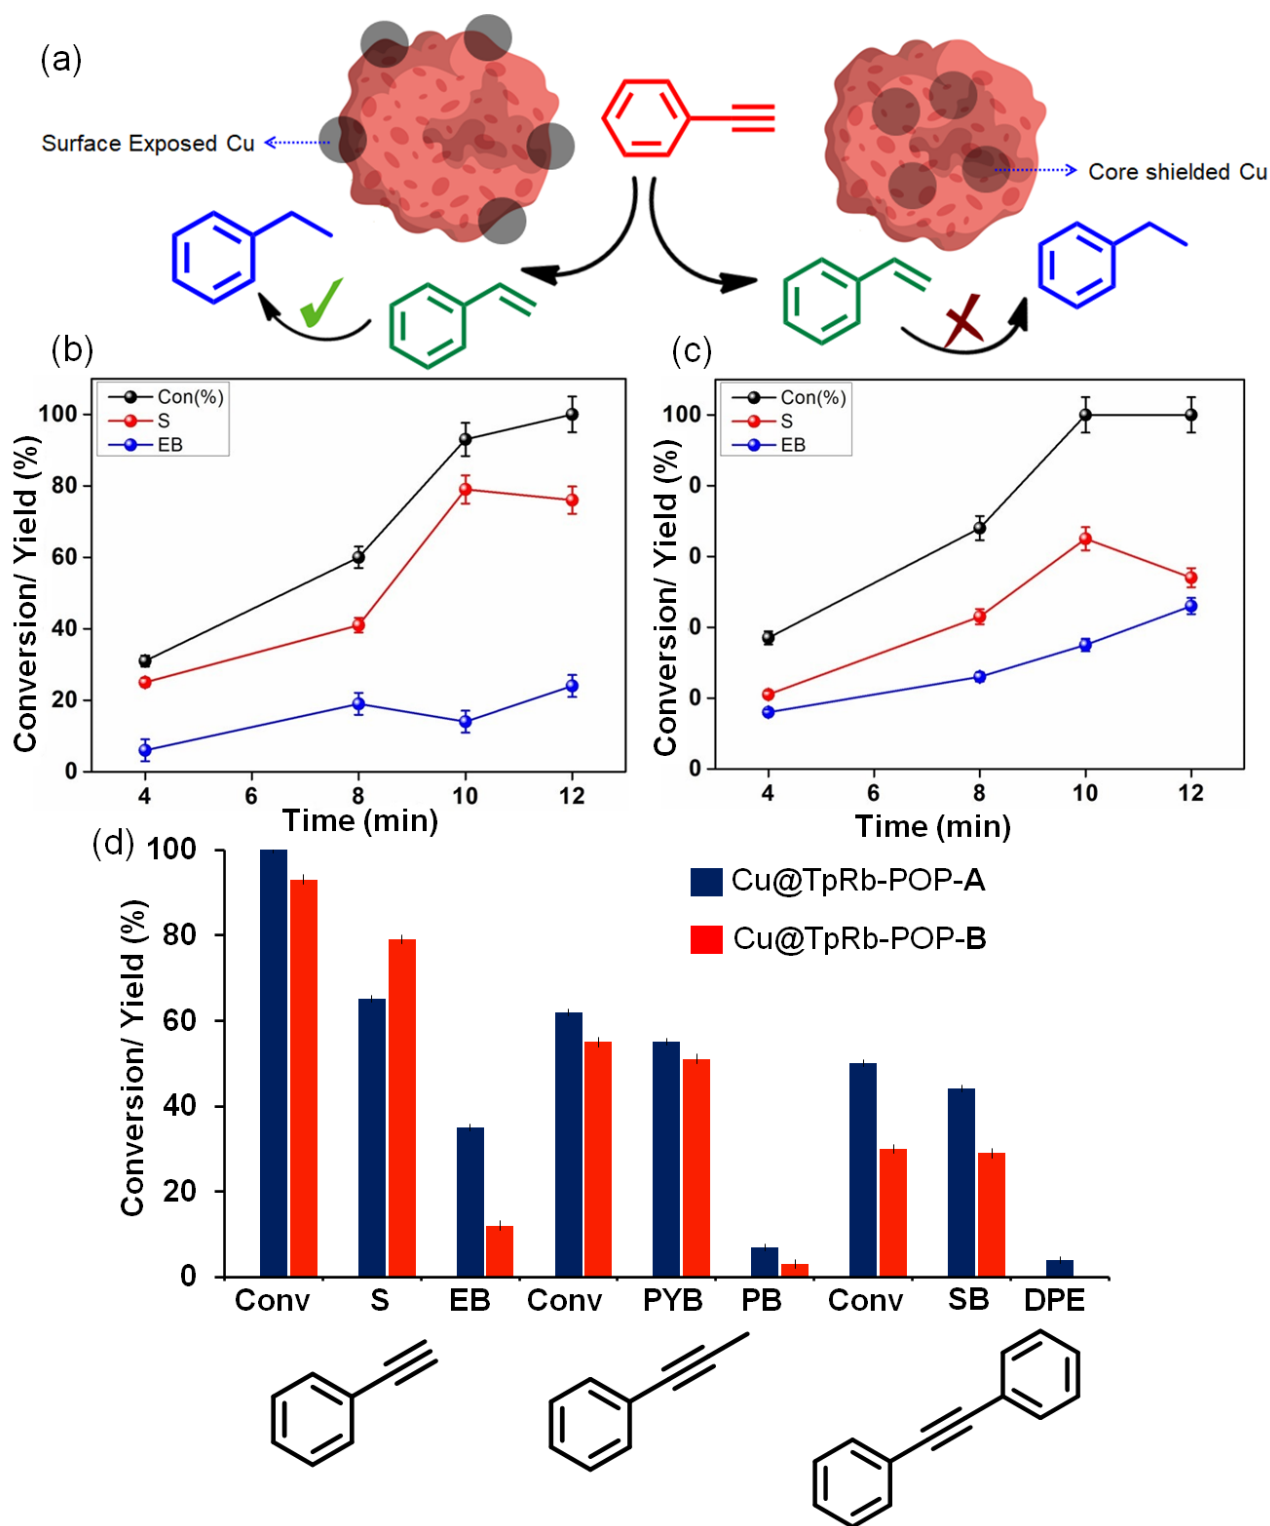 (a)
Surface Exposed Cu
Core shielded Cu
(b)
Con(%)
S
EB
Conversion/ Yield (%)
100
80
60
40
20
0
4
6
8
10
12
Time (min)
(c)
Con(%)
S
EB
Conversion/ Yield (%)
100
0
0
0
0
0
4
6
8
10
12
Time (min)
(d)
Cu@TpRb-POP-A
Cu@TpRb-POP-B
Conversion/ Yield (%)
100
80
60
40
20
0
Conv S EB Conv PYB PB Conv SB DPE